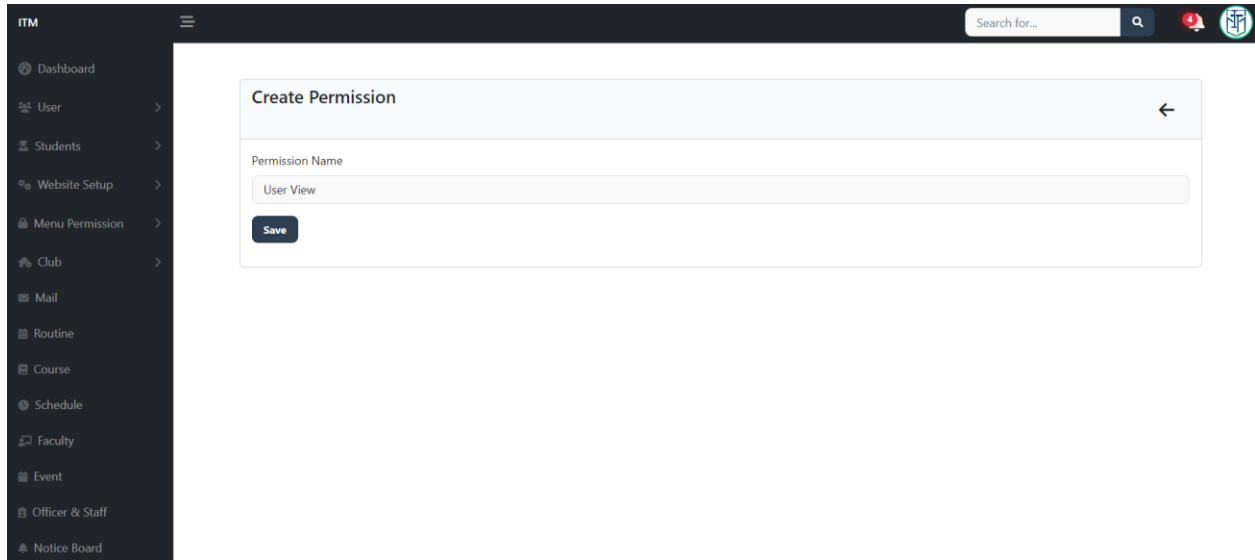 ITM
Search for...
4
Dashboard
User
Students
Website Setup
Menu Permission
Club
Mail
Routine
Course
Schedule
Faculty
Event
Officer & Staff
Notice Board
Create Permission
Permission Name
User View
Save